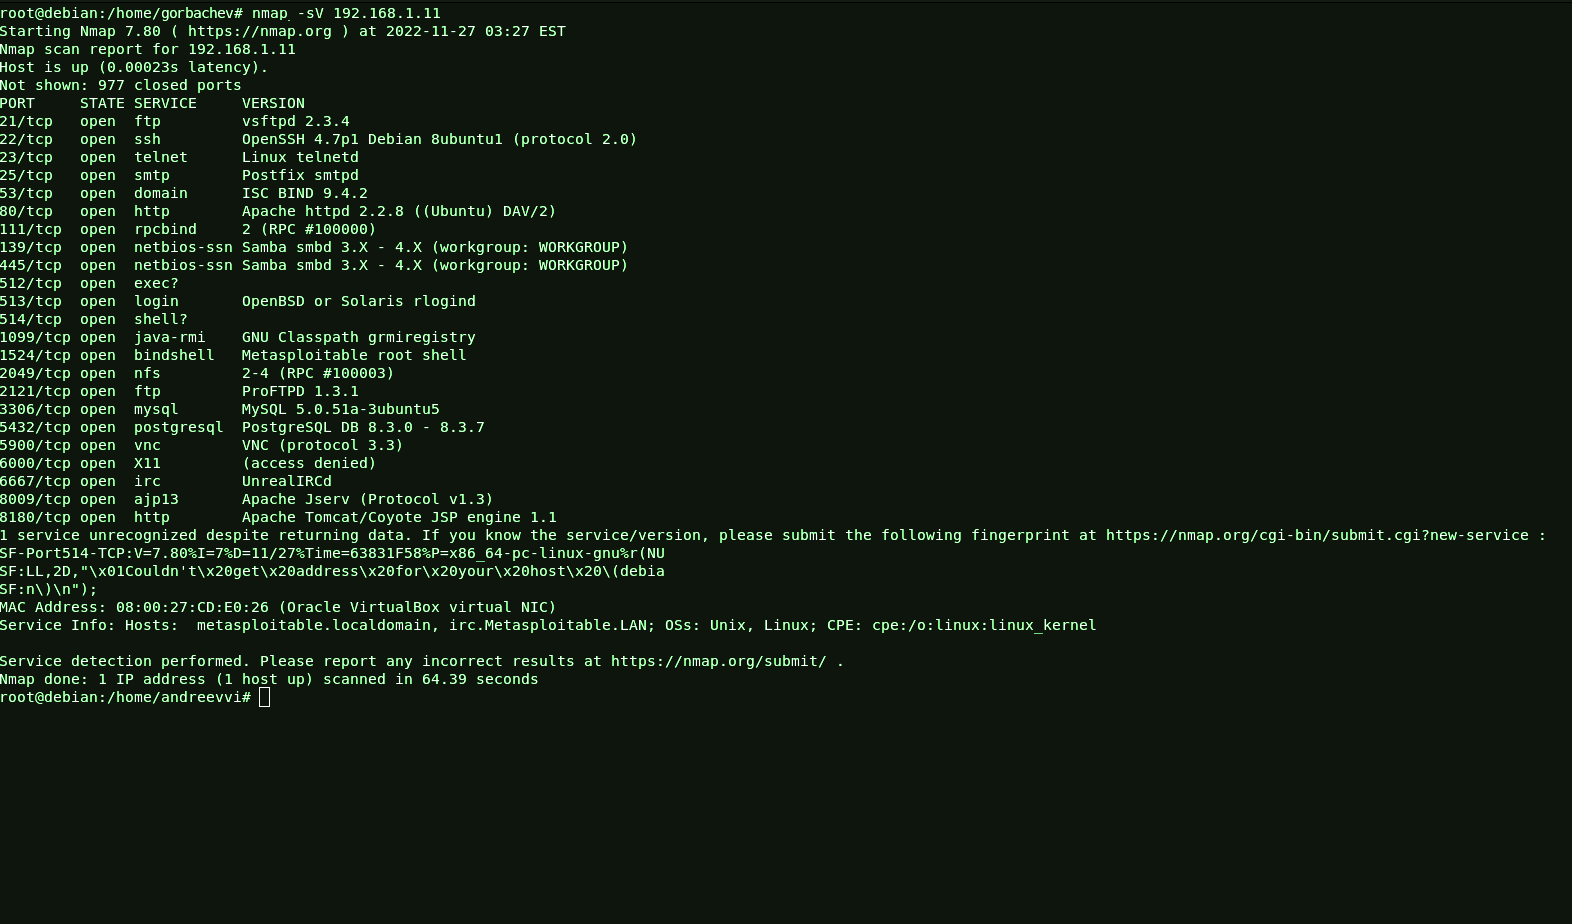 root@debian:/home/gorbachev# nmap -sV 192.168.1.11
Starting Nmap 7.80 ( https://nmap.org ) at 2022-11-27 03:27 EST
Nmap scan report for 192.168.1.11
Host is up (0.00023s latency).
Not shown: 977 closed ports
PORT     STATE SERVICE     VERSION
21/tcp   open  ftp         vsftpd 2.3.4
22/tcp   open  ssh         OpenSSH 4.7p1 Debian 8ubuntu1 (protocol 2.0)
23/tcp   open  telnet      Linux telnetd
25/tcp   open  smtp        Postfix smtpd
53/tcp   open  domain      ISC BIND 9.4.2
80/tcp   open  http        Apache httpd 2.2.8 ((Ubuntu) DAV/2)
111/tcp  open  rpcbind     2 (RPC #100000)
139/tcp  open  netbios-ssn Samba smbd 3.X - 4.X (workgroup: WORKGROUP)
445/tcp  open  netbios-ssn Samba smbd 3.X - 4.X (workgroup: WORKGROUP)
512/tcp  open  exec?
513/tcp  open  login       OpenBSD or Solaris rlogind
514/tcp  open  shell?
1099/tcp open  java-rmi    GNU Classpath grmiregistry
1524/tcp open  bindshell   Metasploitable root shell
2049/tcp open  nfs         2-4 (RPC #100003)
2121/tcp open  ftp         ProFTPD 1.3.1
3306/tcp open  mysql       MySQL 5.0.51a-3ubuntu5
5432/tcp open  postgresql  PostgreSQL DB 8.3.0 - 8.3.7
5900/tcp open  vnc         VNC (protocol 3.3)
6000/tcp open  X11         (access denied)
6667/tcp open  irc         UnrealIRCd
8009/tcp open  ajp13       Apache Jserv (Protocol v1.3)
8180/tcp open  http        Apache Tomcat/Coyote JSP engine 1.1
1 service unrecognized despite returning data. If you know the service/version, please submit the following fingerprint at https://nmap.org/cgi-bin/submit.cgi?new-service :
SF-Port514-TCP:V=7.80%I=7%D=11/27%Time=63831F58%P=x86_64-pc-linux-gnu%r(NU
SF:LL,2D,"\x01Couldn't\x20get\x20address\x20for\x20your\x20host\x20\(debia
SF:n\)\n");
MAC Address: 08:00:27:CD:E0:26 (Oracle VirtualBox virtual NIC)
Service Info: Hosts:  metasploitable.localdomain, irc.Metasploitable.LAN; OSs: Unix, Linux; CPE: cpe:/o:linux:linux_kernel
Service detection performed. Please report any incorrect results at https://nmap.org/submit/ .
Nmap done: 1 IP address (1 host up) scanned in 64.39 seconds
root@debian:/home/andreevvi#